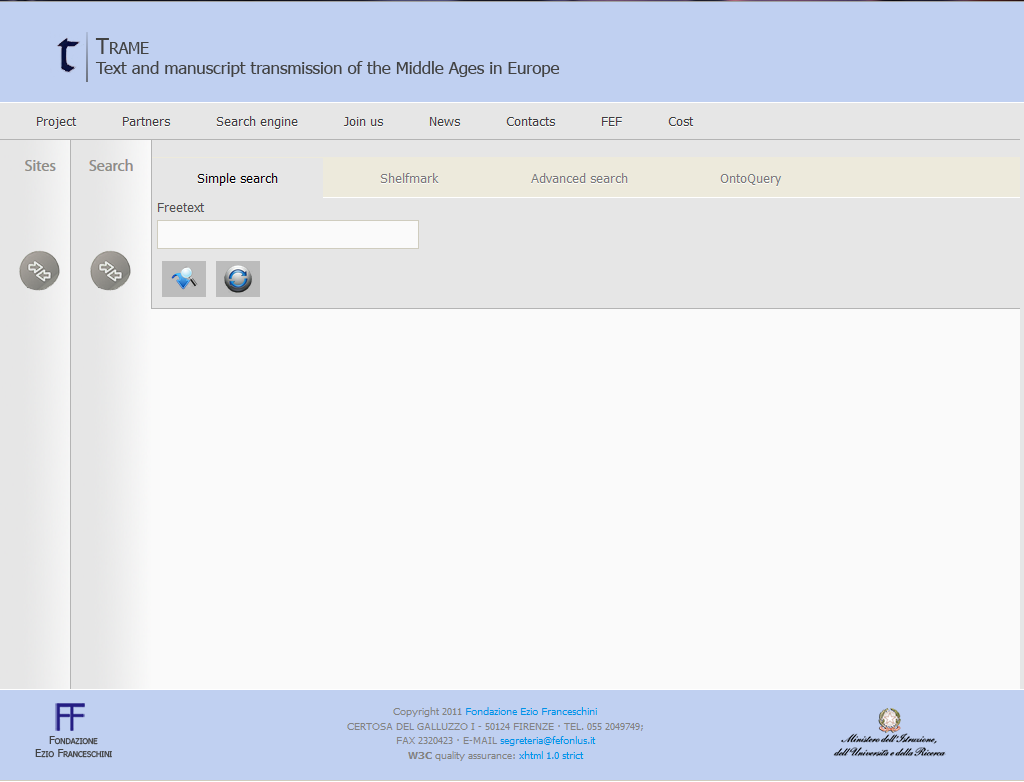 t
TRAME
Text and manuscript transmission of the Middle Ages in Europe
Project Partners Search engine Join us News Contacts FEF Cost
Sites Search
Simple search Shelfmark Advanced search OntoQuery
Freetext
FF
FONDAZIONE
EZIO FRANCESCHINI
Copyright 2011 Fondazione Ezio Franceschini
CERTOSA DEL GALLUZZO I - 50124 FIRENZE · TEL. 055 2049749;
FAX 2320423 · E-MAIL segreteria@fefonlus.it
W3C quality assurance: xhtml 1.0 strict
Ministero dell'Istruzione,
dell'Università e della Ricerca